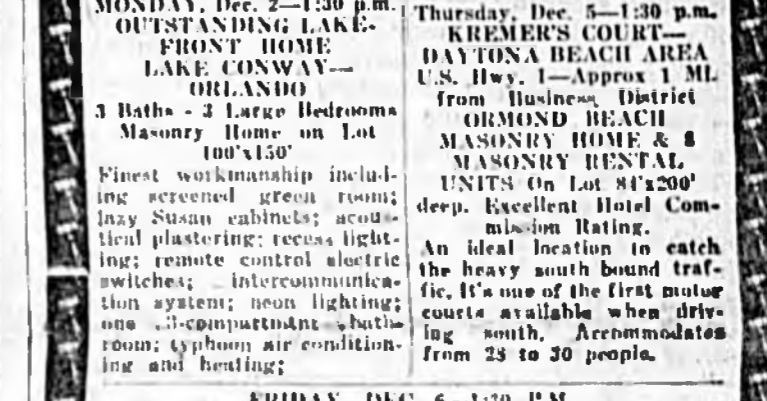 MONDAY, Dec. 2—1:30 p.m.
OUTSTANDING LAKE-
FRONT HOME
LAKE CONWAY—
ORLANDO
3 Baths - 3 Large Bedrooms
Masonry Home on Lot
100'x150'
Finest workmanship includ-
ing screened green room;
lazy Susan cabinets; acou-
tical plastering; recess light-
ing; remote control electric
switches; intercommunica-
tion system; neon lighting;
one 3-compartment bath-
room; typhoon air condition-
ing and heating;
Thursday, Dec. 5—1:30 p.m.
KREMER'S COURT—
DAYTONA BEACH AREA
U.S. Hwy. 1—Approx 1 Mi.
from Business District
ORMOND BEACH
MASONRY HOME & 8
MASONRY RENTAL
UNITS On Lot 84'x200'
deep. Excellent Hotel Com-
mission Rating.
An ideal location to catch
the heavy south bound traf-
fic. It's one of the first motor
courts available when driv-
ing south. Accommodates
from 28 to 30 people.
FRIDAY, DEC. 6—1:30 P.M.